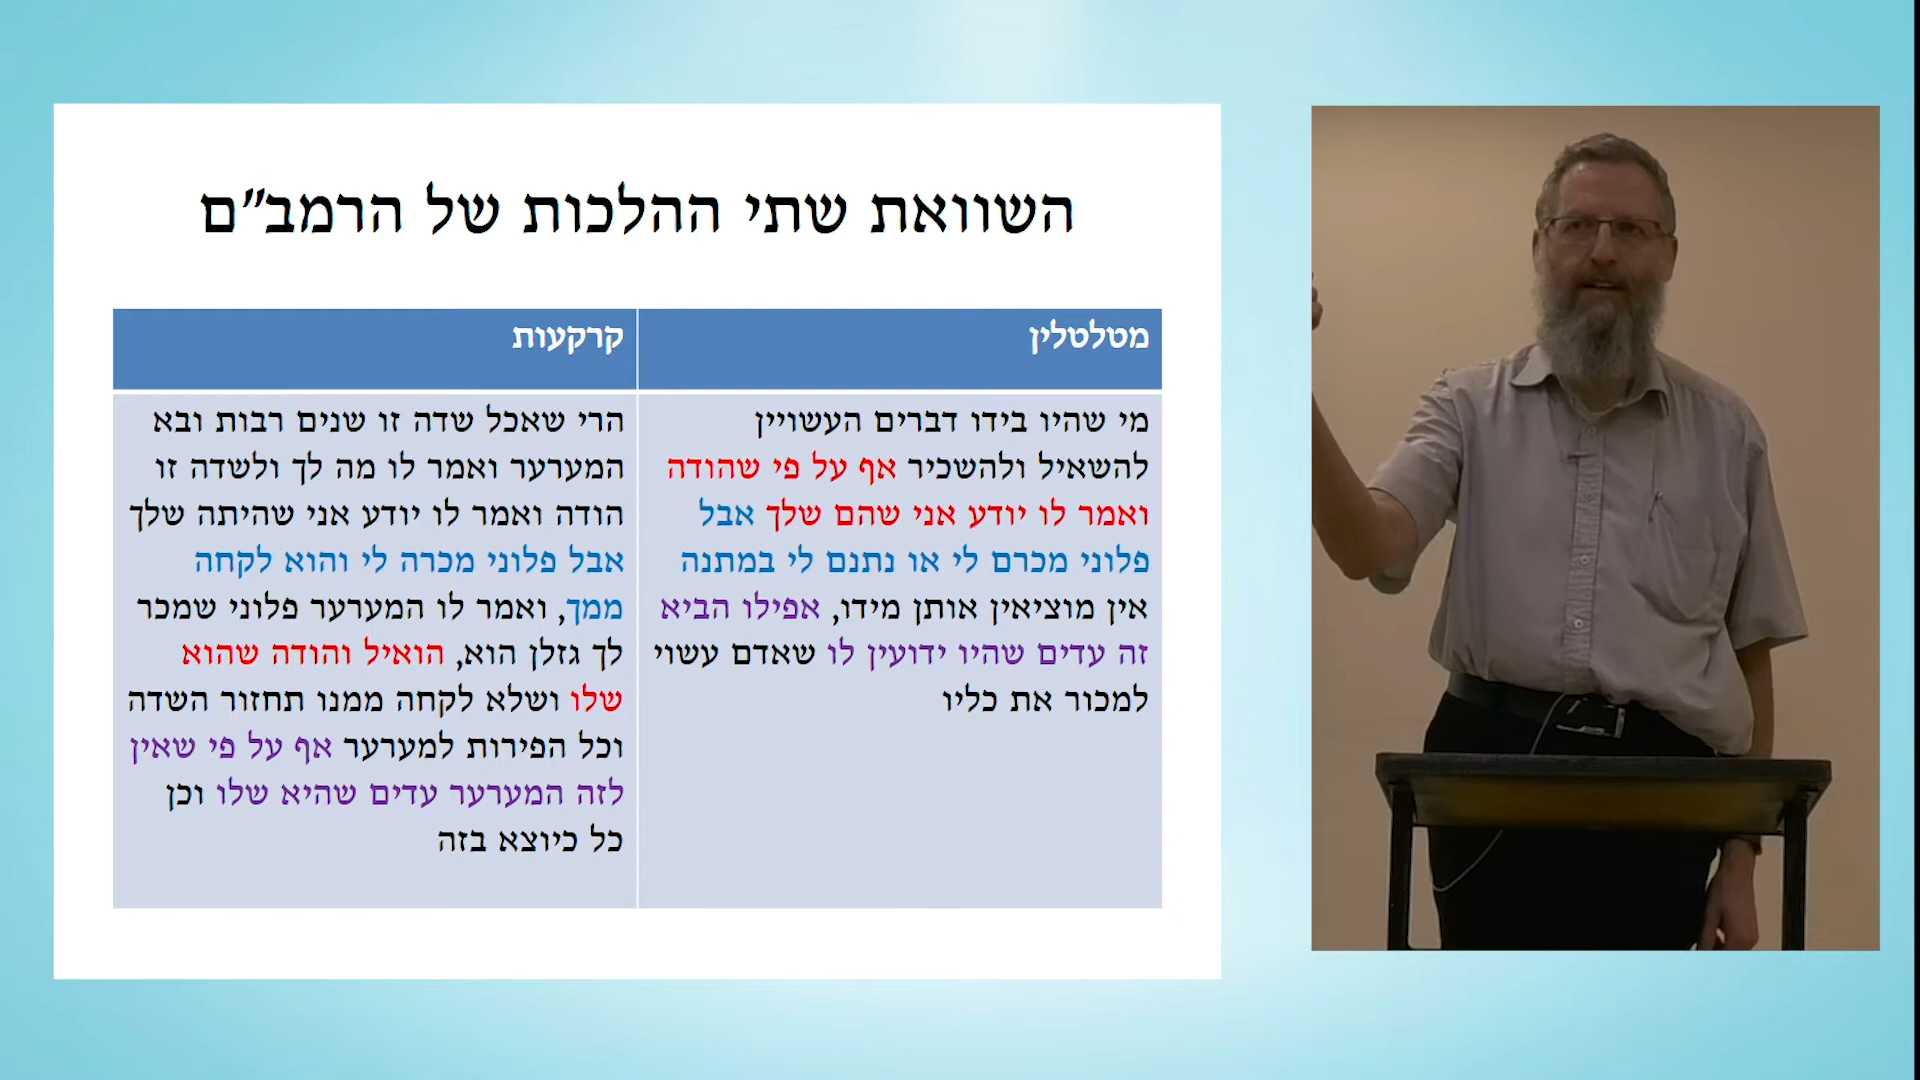 השוואת שתי ההלכות של הרמב"ם
מטלטלין
מי שהיו בידו דברים העשויין
להשאיל ולהשכיר אף על פי שהודה
ואמר לו יודע אני שהם שלך אבל
פלוני מכרם לי או נתנם לי במתנה
אין מוציאין אותן מידו, אפילו הביא
זה עדים שהיו ידועין לו שאדם עשוי
למכור את כליו
קרקעות
הרי שאכל שדה זו שנים רבות ובא
המערער ואמר לו מה לך ולשדה זו
הודה ואמר לו יודע אני שהיתה שלך
אבל פלוני מכרה לי והוא לקחה
ממך, ואמר לו המערער פלוני שמכר
לך גזלן הוא, הואיל והודה שהוא
שלו ושלא לקחה ממנו תחזור השדה
וכל הפירות למערער אף על פי שאין
לזה המערער עדים שהיא שלו וכן
כל כיוצא בזה